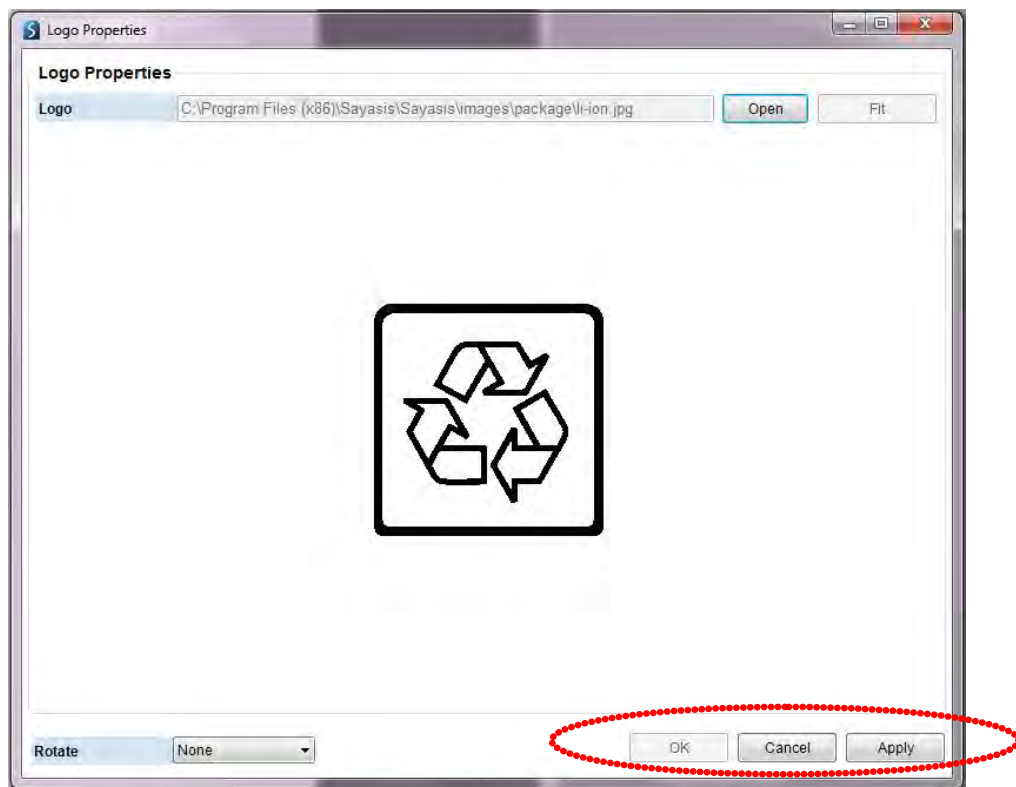 Logo Properties
Logo Properties
Logo C:\Program Files (x86)\Sayasis\Sayasis\images\package\li-ion.jpg Open Fit
Rotate None OK Cancel Apply